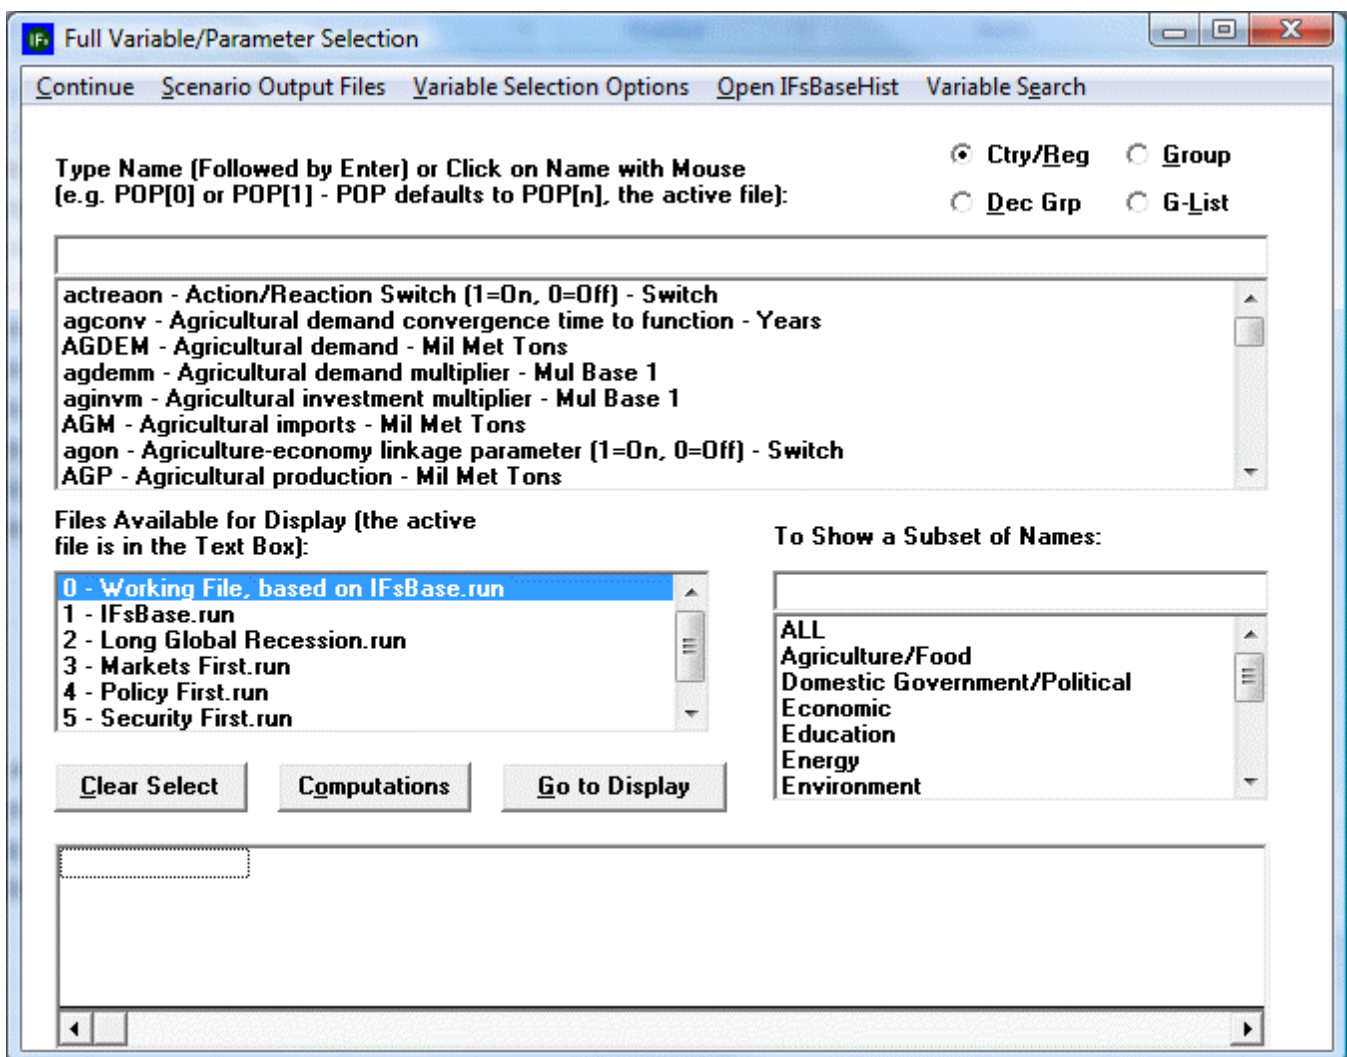 IFs Full Variable/Parameter Selection
Continue Scenario Output Files Variable Selection Options Open IFsBaseHist Variable Search
Type Name (Followed by Enter) or Click on Name with Mouse
(e.g. POP[0] or POP[1] - POP defaults to POP[n], the active file):
Ctry/Reg Group
Dec Grp G-List
actreaon - Action/Reaction Switch (1=On, 0=Off) - Switch
agconv - Agricultural demand convergence time to function - Years
AGDEM - Agricultural demand - Mil Met Tons
agdemm - Agricultural demand multiplier - Mul Base 1
aginvm - Agricultural investment multiplier - Mul Base 1
AGM - Agricultural imports - Mil Met Tons
agon - Agriculture-economy linkage parameter (1=On, 0=Off) - Switch
AGP - Agricultural production - Mil Met Tons
Files Available for Display (the active
file is in the Text Box):
0 - Working File, based on IFsBase.run
1 - IFsBase.run
2 - Long Global Recession.run
3 - Markets First.run
4 - Policy First.run
5 - Security First.run
To Show a Subset of Names:
ALL
Agriculture/Food
Domestic Government/Political
Economic
Education
Energy
Environment
Clear Select Computations Go to Display